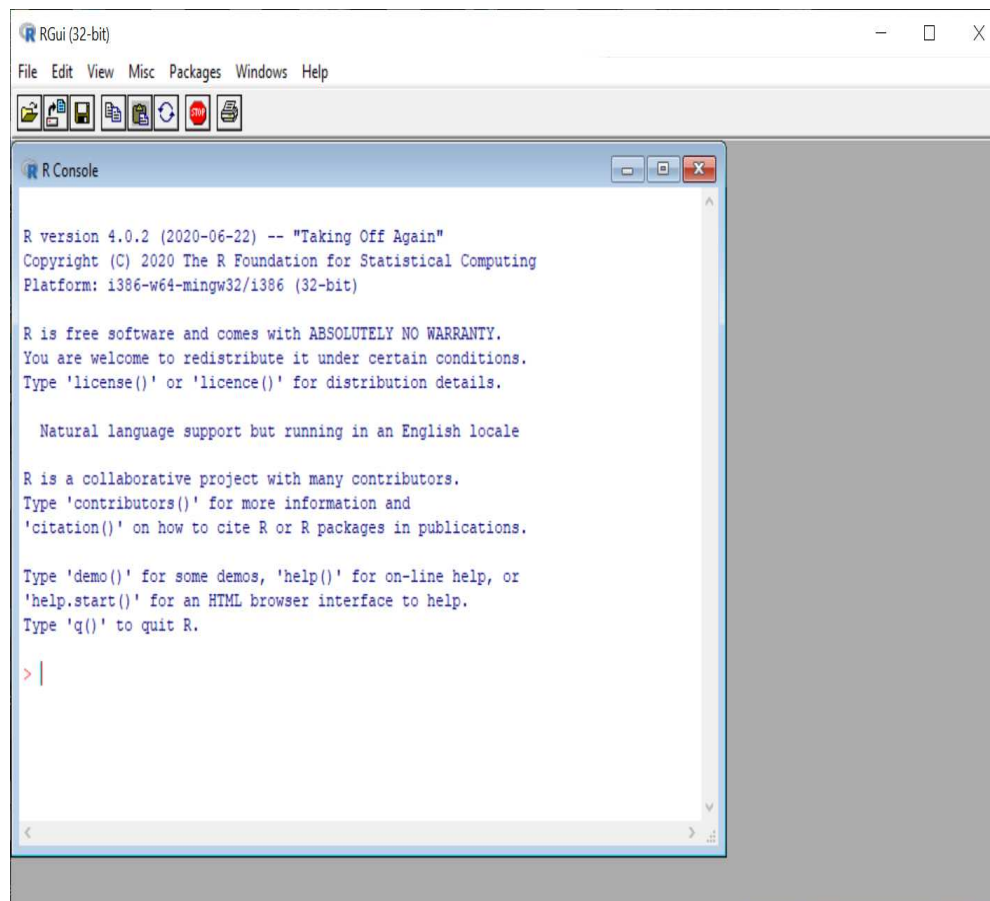 RGui (32-bit)
File Edit View Misc Packages Windows Help
STOP
R Console
R version 4.0.2 (2020-06-22) -- "Taking Off Again"
Copyright (C) 2020 The R Foundation for Statistical Computing
Platform: i386-w64-mingw32/i386 (32-bit)
R is free software and comes with ABSOLUTELY NO WARRANTY.
You are welcome to redistribute it under certain conditions.
Type 'license()' or 'licence()' for distribution details.
Natural language support but running in an English locale
R is a collaborative project with many contributors.
Type 'contributors()' for more information and
'citation()' on how to cite R or R packages in publications.
Type 'demo()' for some demos, 'help()' for on-line help, or
'help.start()' for an HTML browser interface to help.
Type 'q()' to quit R.
>